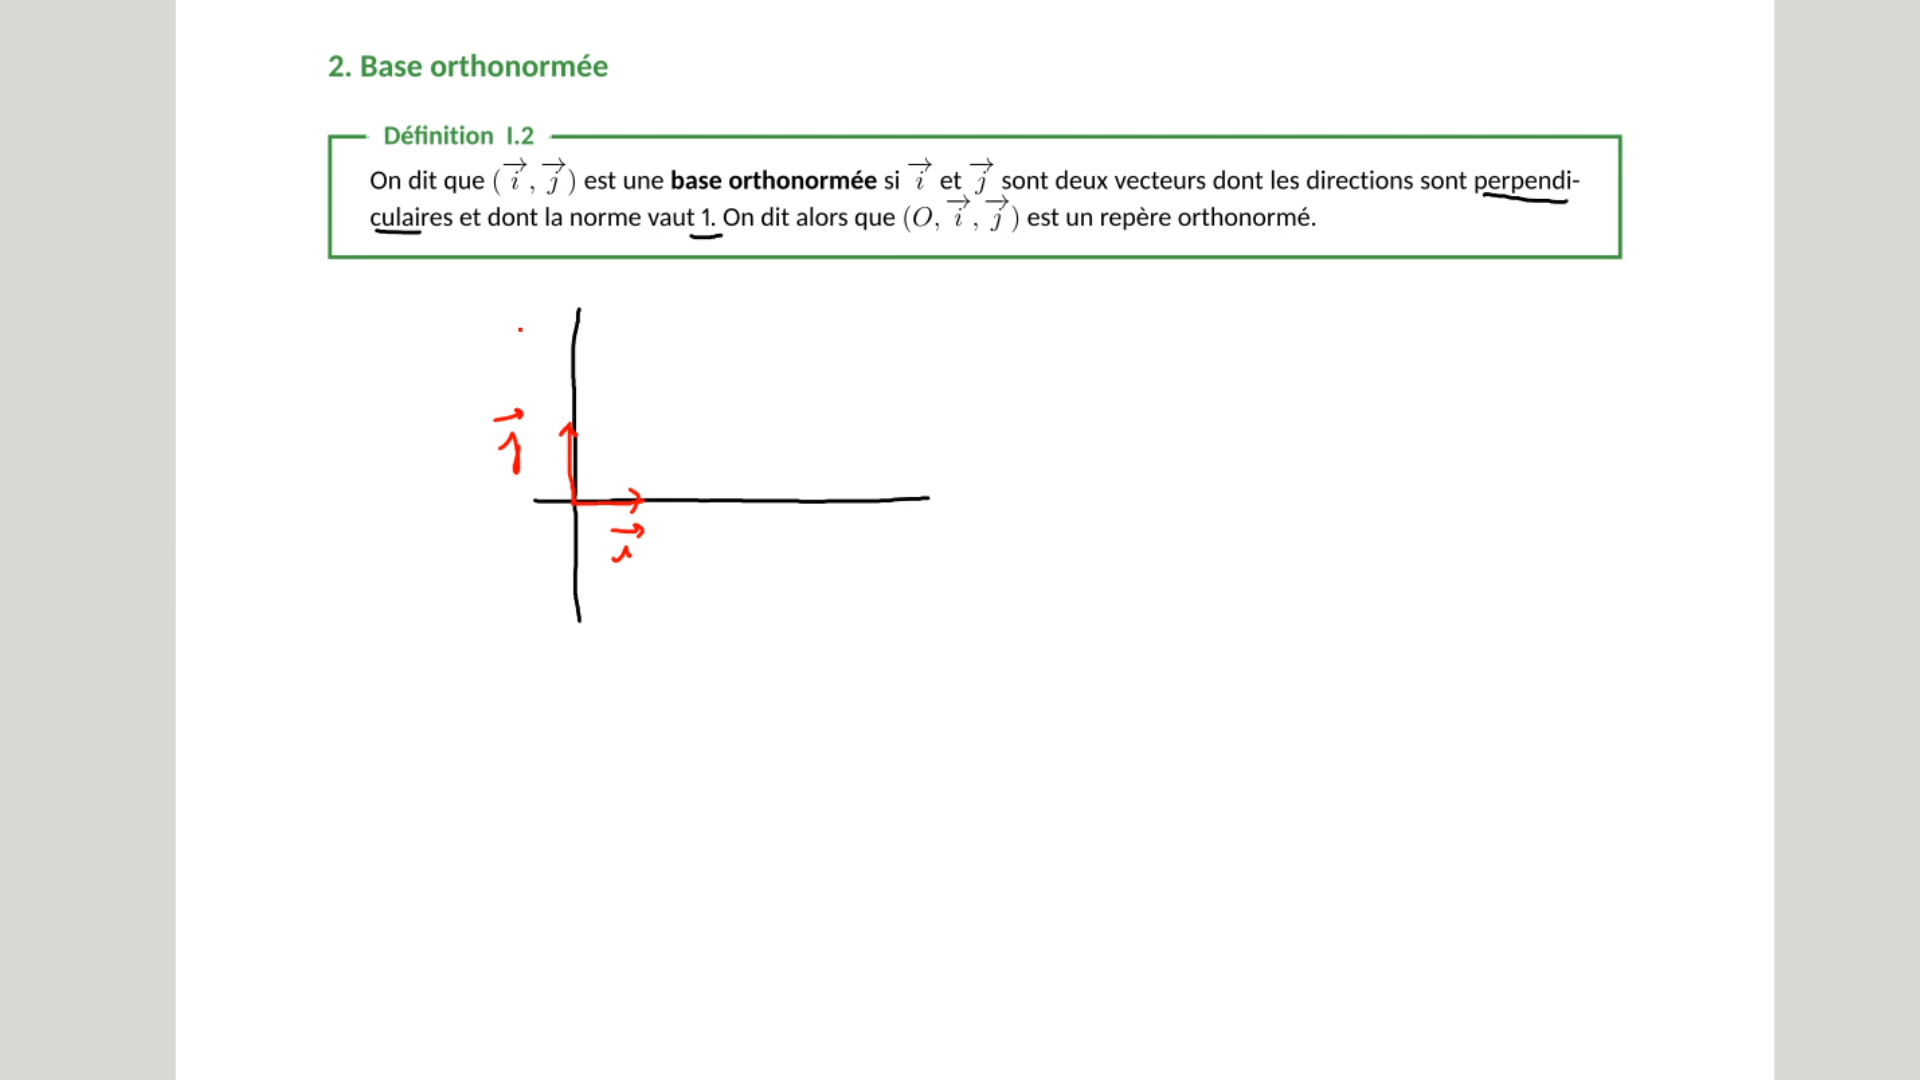 2. Base orthonormée
Définition I.2
On dit que (i⃗, j⃗) est une base orthonormée si i⃗ et j⃗ sont deux vecteurs dont les directions sont perpendi-
culaires et dont la norme vaut 1. On dit alors que (O, i⃗, j⃗) est un repère orthonormé.
j⃗
i⃗